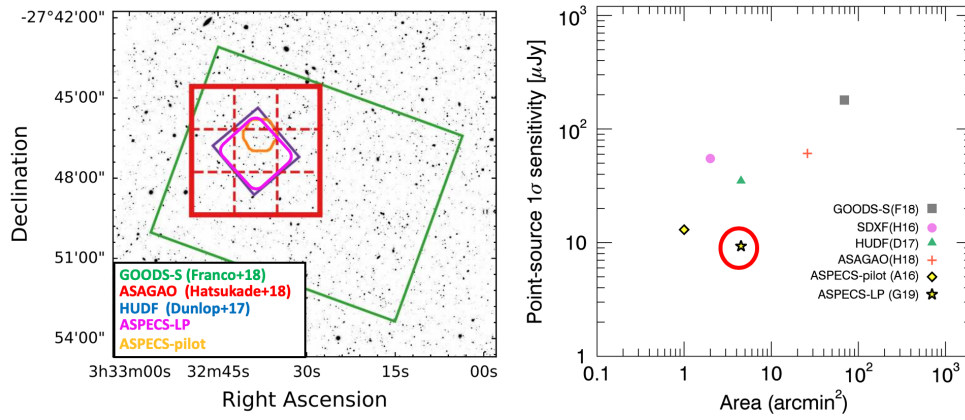 -27°42'00"
45'00"
48'00"
51'00"
54'00"
Declination
GOODS-S (Franco+18)
ASAGAO (Hatsukade+18)
HUDF (Dunlop+17)
ASPECS-LP
ASPECS-pilot
3h33m00s 32m45s 30s 15s 00s
Right Ascension
Point-source 1σ sensitivity [μJy]
10³
10²
10
1
GOODS-S(F18)
SDXF(H16)
HUDF(D17)
ASAGAO(H18)
ASPECS-pilot (A16)
ASPECS-LP (G19)
0.1 1 10 10² 10³
Area (arcmin²)